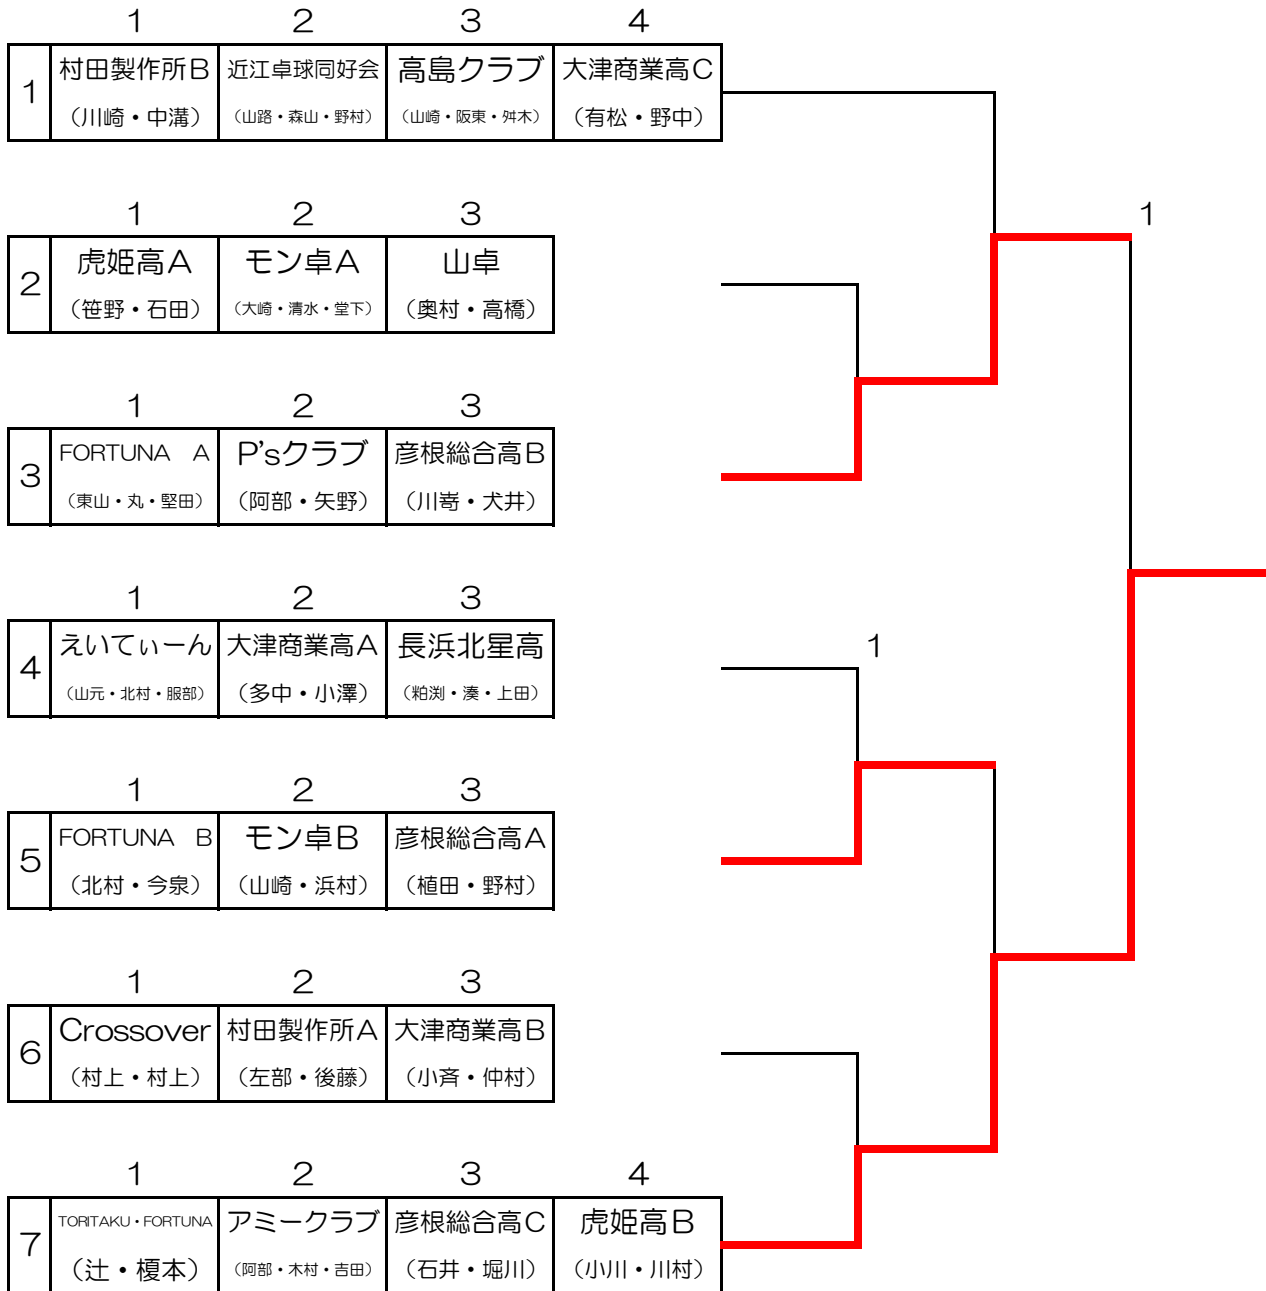 1 2 3 4
1 村田製作所B 近江卓球同好会 高島クラブ 大津商業高C
（川崎・中溝） （山路・森山・野村） （山崎・阪東・舛木） （有松・野中）
1 2 3 1
2 虎姫高A モン卓A 山卓
（笹野・石田） （大崎・清水・堂下） （奥村・高橋）
1 2 3
3 FORTUNA　A P'sクラブ 彦根総合高B
（東山・丸・堅田） （阿部・矢野） （川嵜・犬井）
1 2 3
4 えいてぃーん 大津商業高A 長浜北星高 1
（山元・北村・服部） （多中・小澤） （粕渕・湊・上田）
1 2 3
5 FORTUNA　B モン卓B 彦根総合高A
（北村・今泉） （山崎・浜村） （植田・野村）
1 2 3
6 Crossover 村田製作所A 大津商業高B
（村上・村上） （左部・後藤） （小斉・仲村）
1 2 3 4
7 TORITAKU・FORTUNA アミークラブ 彦根総合高C 虎姫高B
（辻・榎本） （阿部・木村・吉田） （石井・堀川） （小川・川村）